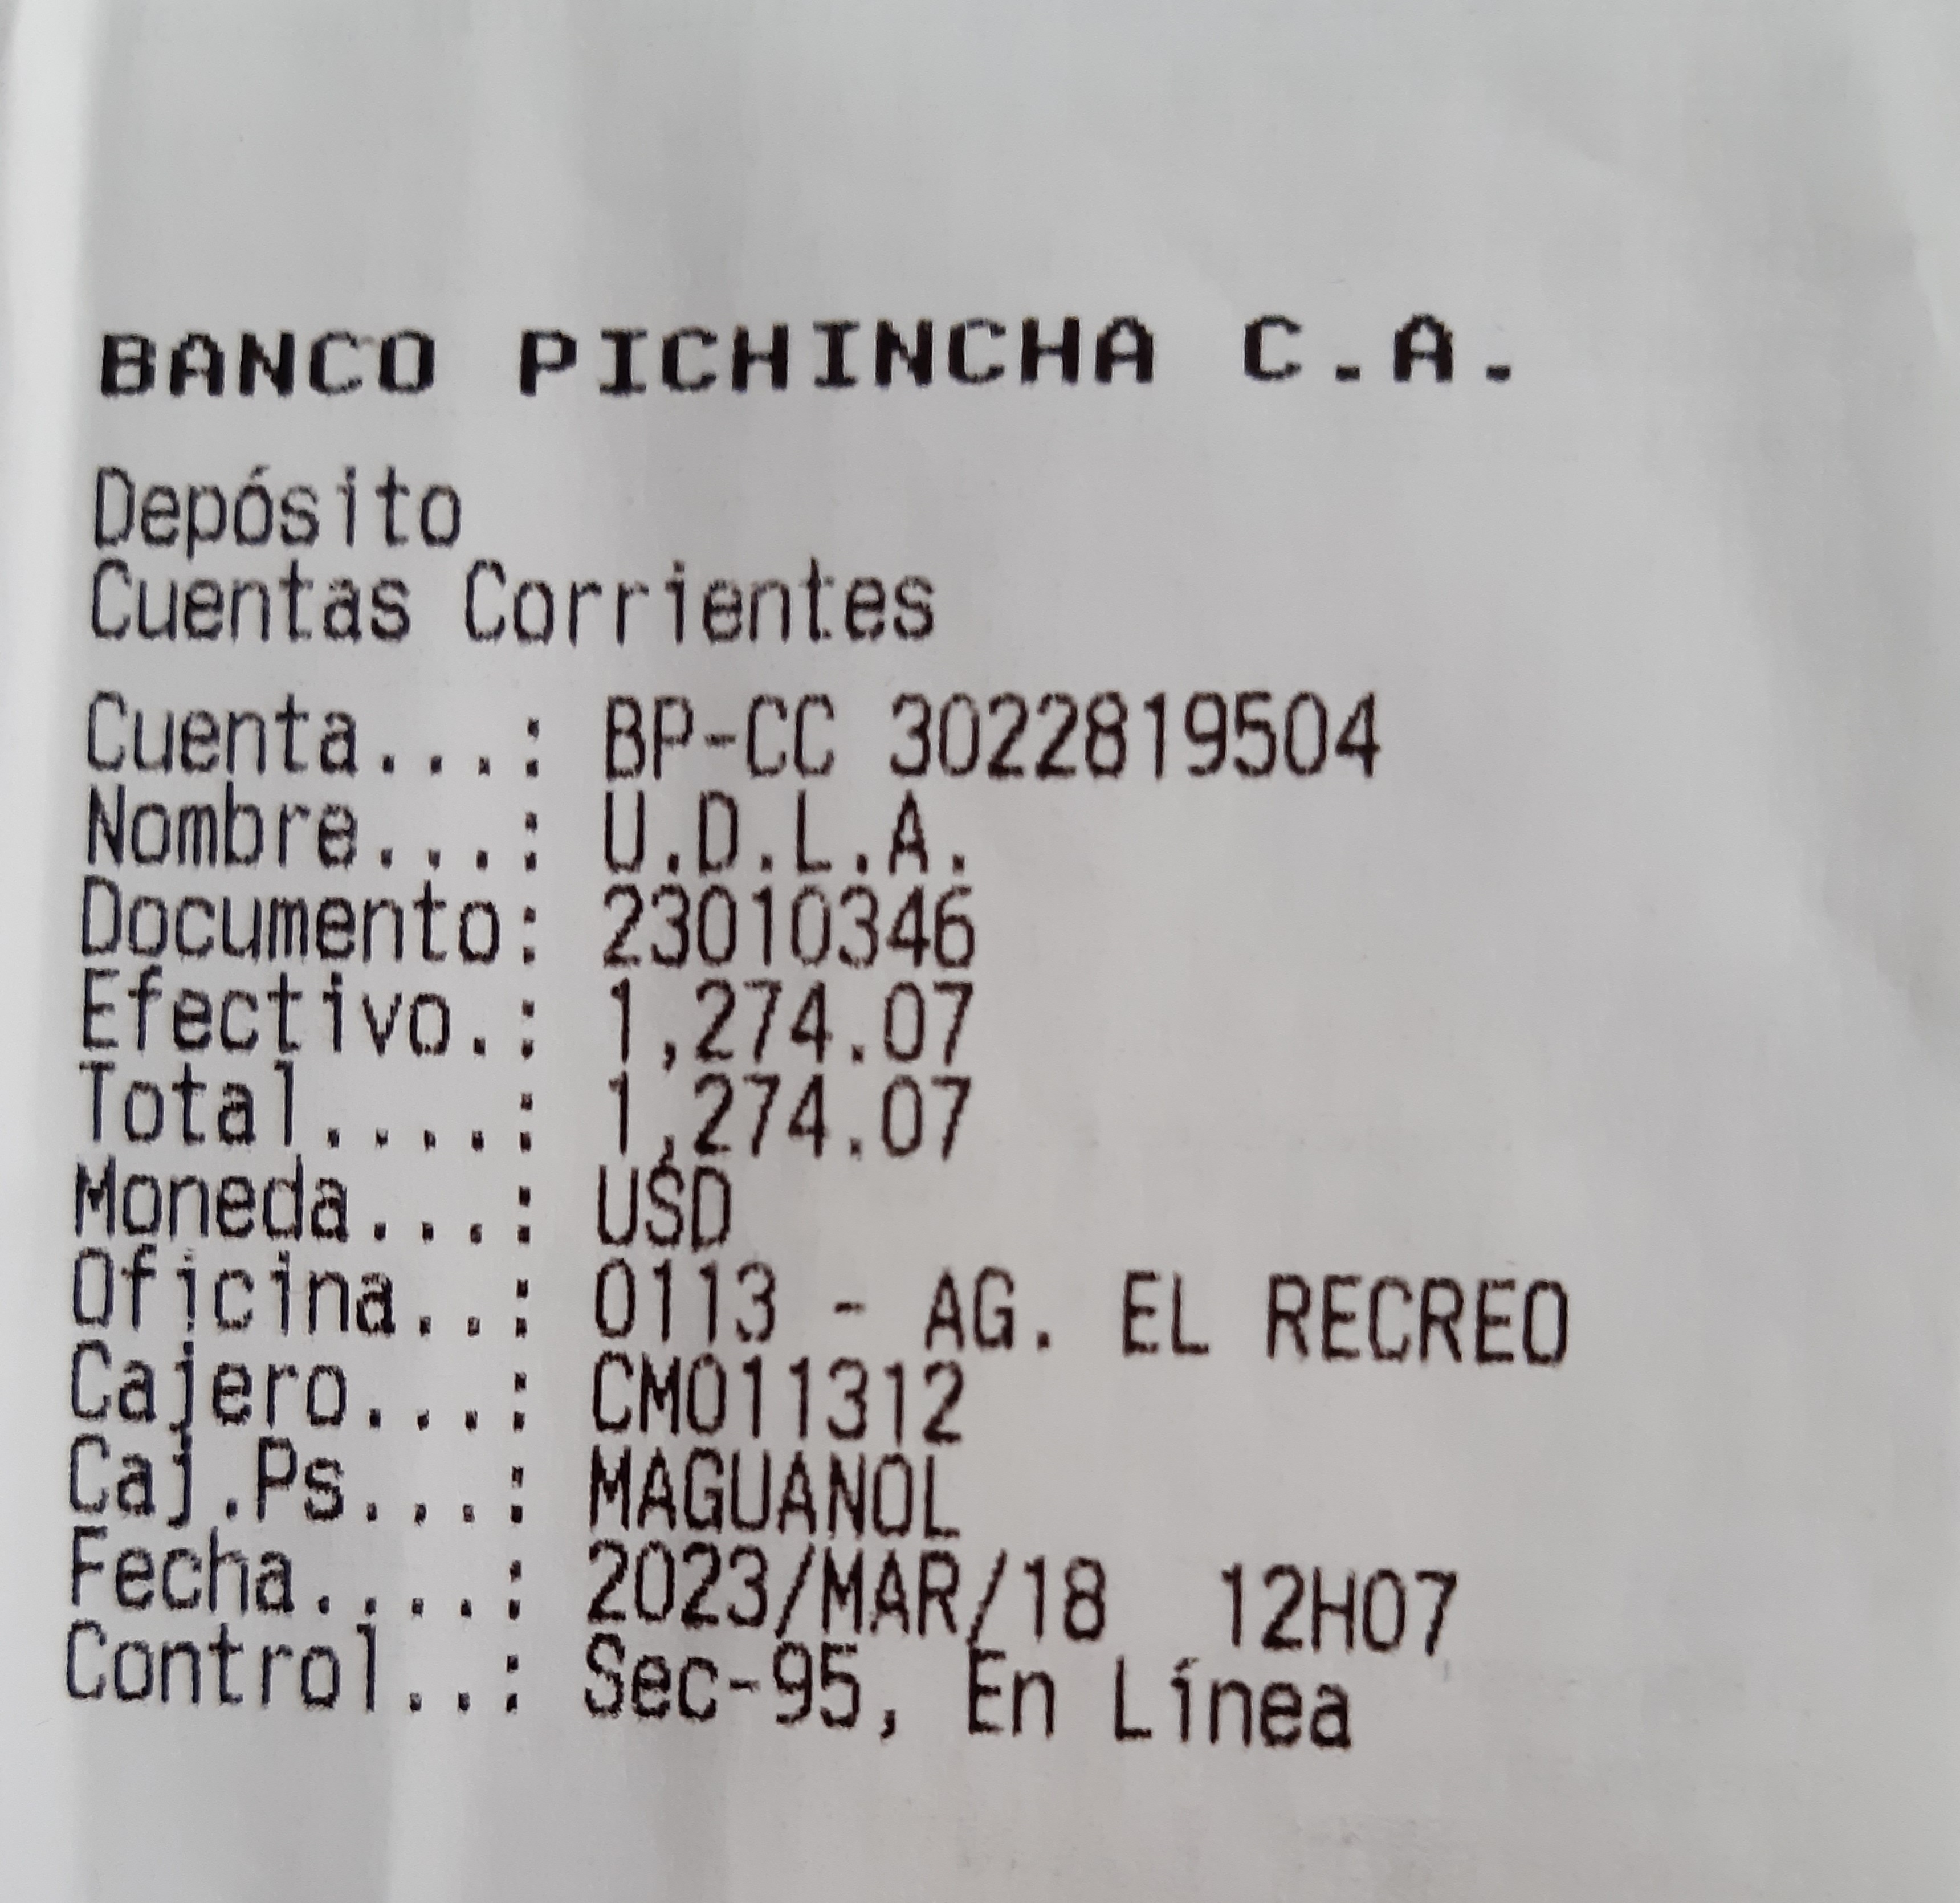 BANCO PICHINCHA C.A.
Depósito
Cuentas Corrientes
Cuenta...: BP-CC 3022819504
Nombre...: U.D.L.A.
Documento: 23010346
Efectivo.: 1,274.07
Total....: 1,274.07
Moneda...: USD
Oficina..: 0113 - AG. EL RECREO
Cajero...: CM011312
Caj.Ps...: MAGUANOL
Fecha....: 2023/MAR/18 12H07
Control..: Sec-95, En Línea